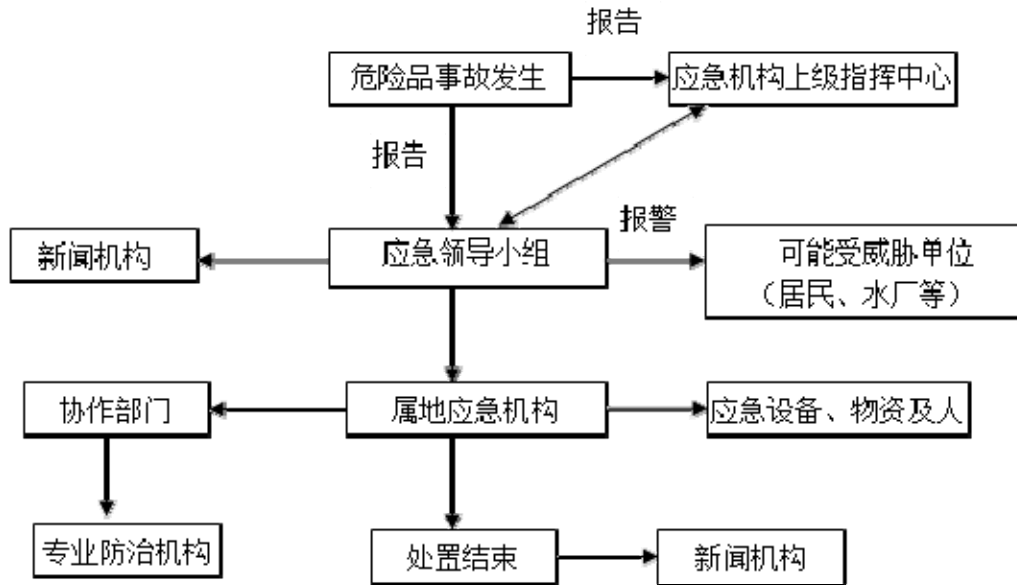 报告
危险品事故发生
应急机构上级指挥中心
报告
报警
新闻机构
应急领导小组
可能受威胁单位
（居民、水厂等）
协作部门
属地应急机构
应急设备、物资及人
专业防治机构
处置结束
新闻机构